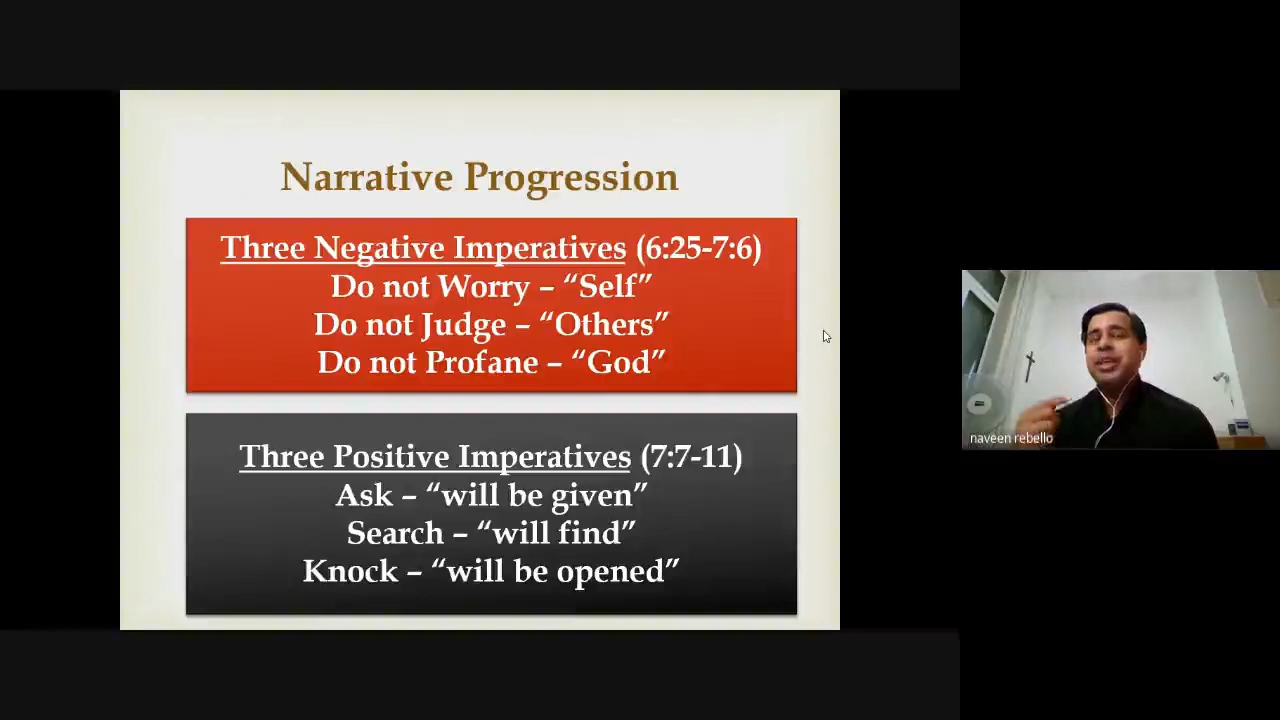 Narrative Progression
Three Negative Imperatives (6:25-7:6)
Do not Worry – “Self”
Do not Judge – “Others”
Do not Profane – “God”
Three Positive Imperatives (7:7-11)
Ask – “will be given”
Search – “will find”
Knock – “will be opened”
naveen rebello